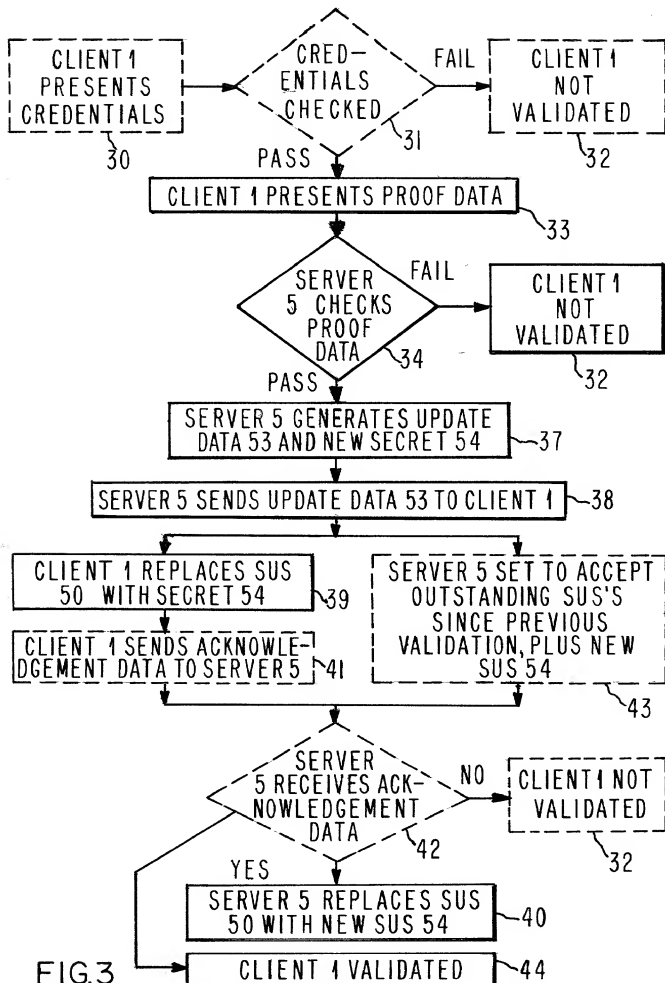 CLIENT 1
PRESENTS
CREDENTIALS
30
CRED-
ENTIALS
CHECKED
31
FAIL
CLIENT 1
NOT
VALIDATED
32
PASS
CLIENT 1 PRESENTS PROOF DATA
33
SERVER
5 CHECKS
PROOF
DATA
34
FAIL
CLIENT 1
NOT
VALIDATED
32
PASS
SERVER 5 GENERATES UPDATE
DATA 53 AND NEW SECRET 54
37
SERVER 5 SENDS UPDATE DATA 53 TO CLIENT 1
38
CLIENT 1 REPLACES SUS
50 WITH SECRET 54
39
CLIENT 1 SENDS ACKNOWLE-
DGEMENT DATA TO SERVER 5
41
SERVER 5 SET TO ACCEPT
OUTSTANDING SUS'S
SINCE PREVIOUS
VALIDATION, PLUS NEW
SUS 54
43
SERVER
5 RECEIVES ACK-
NOWLEDGEMENT
DATA
42
NO
CLIENT 1 NOT
VALIDATED
32
YES
SERVER 5 REPLACES SUS
50 WITH NEW SUS 54
40
CLIENT 1 VALIDATED
44
FIG.3